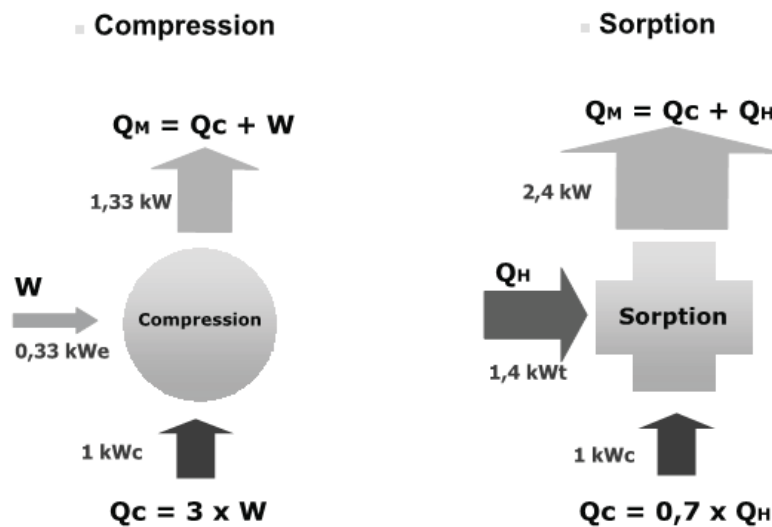 Compression
QM = Qc + W
1,33 kW
W
Compression
0,33 kWe
1 kWc
Qc = 3 x W
Sorption
QM = Qc + QH
2,4 kW
QH
Sorption
1,4 kWt
1 kWc
Qc = 0,7 x QH